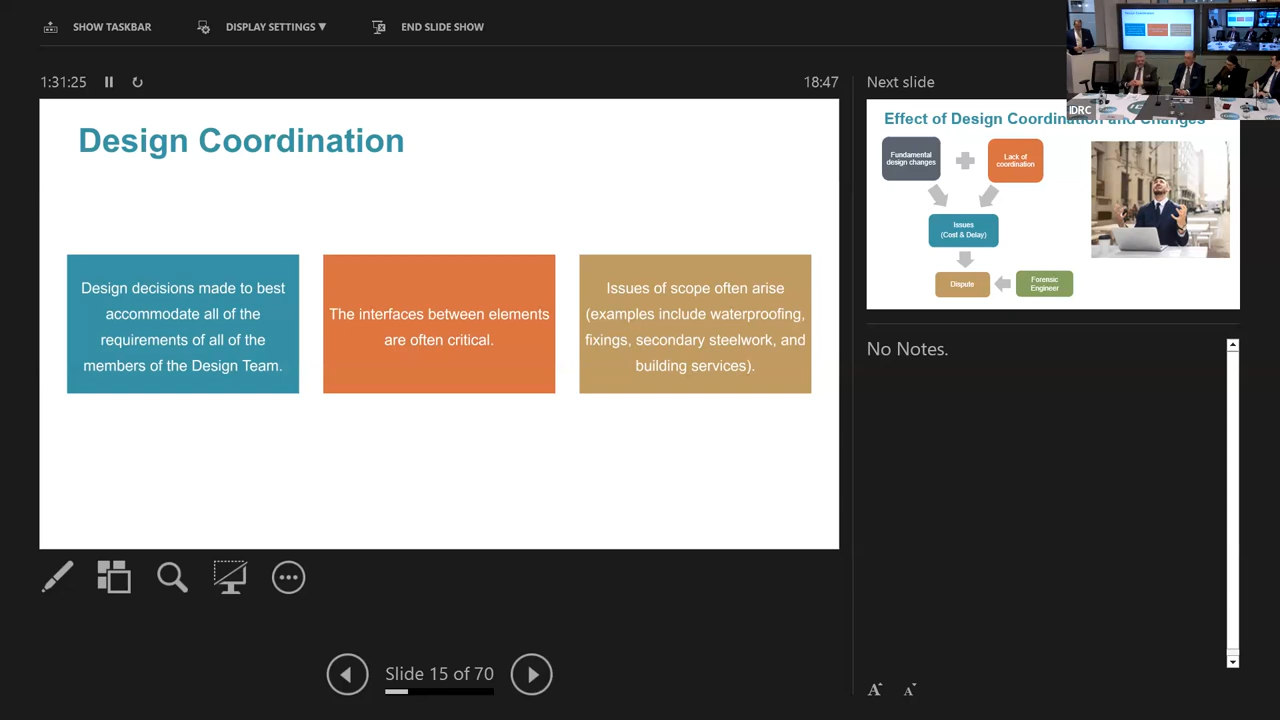 SHOW TASKBAR
DISPLAY SETTINGS ▼
END SLIDE SHOW
1:31:25
18:47
Design Coordination
Design decisions made to best
accommodate all of the
requirements of all of the
members of the Design Team.
The interfaces between elements
are often critical.
Issues of scope often arise
(examples include waterproofing,
fixings, secondary steelwork, and
building services).
Slide 15 of 70
Next slide
IDRC
Effect of Design Coordination and Changes
Fundamental
design changes
Lack of
coordination
Issues
(Cost & Delay)
Dispute
Forensic
Engineer
No Notes.
A
A